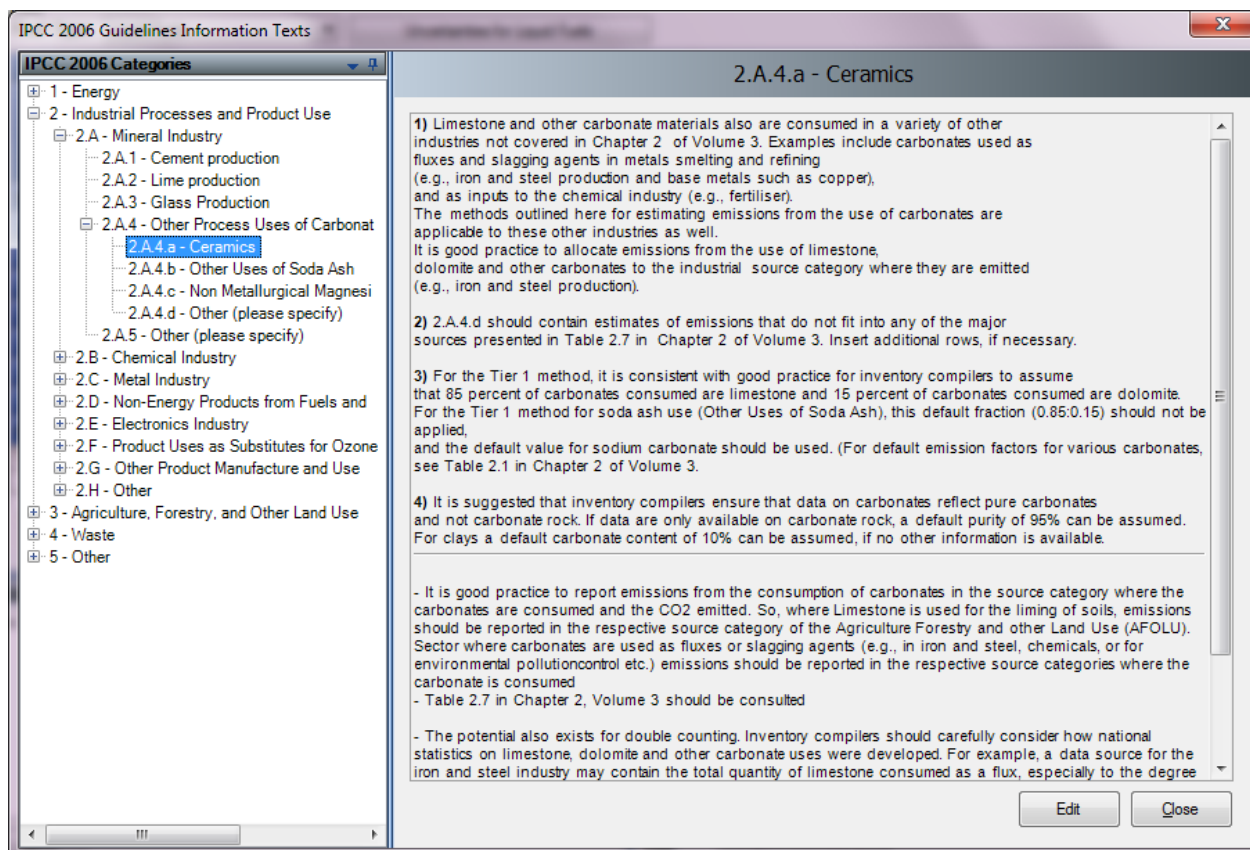 IPCC 2006 Guidelines Information Texts
IPCC 2006 Categories
1 - Energy
2 - Industrial Processes and Product Use
2.A - Mineral Industry
2.A.1 - Cement production
2.A.2 - Lime production
2.A.3 - Glass Production
2.A.4 - Other Process Uses of Carbonat
2.A.4.a - Ceramics
2.A.4.b - Other Uses of Soda Ash
2.A.4.c - Non Metallurgical Magnesi
2.A.4.d - Other (please specify)
2.A.5 - Other (please specify)
2.B - Chemical Industry
2.C - Metal Industry
2.D - Non-Energy Products from Fuels and
2.E - Electronics Industry
2.F - Product Uses as Substitutes for Ozone
2.G - Other Product Manufacture and Use
2.H - Other
3 - Agriculture, Forestry, and Other Land Use
4 - Waste
5 - Other
2.A.4.a - Ceramics
1) Limestone and other carbonate materials also are consumed in a variety of other
industries not covered in Chapter 2 of Volume 3. Examples include carbonates used as
fluxes and slagging agents in metals smelting and refining
(e.g., iron and steel production and base metals such as copper),
and as inputs to the chemical industry (e.g., fertiliser).
The methods outlined here for estimating emissions from the use of carbonates are
applicable to these other industries as well.
It is good practice to allocate emissions from the use of limestone,
dolomite and other carbonates to the industrial source category where they are emitted
(e.g., iron and steel production).
2) 2.A.4.d should contain estimates of emissions that do not fit into any of the major
sources presented in Table 2.7 in Chapter 2 of Volume 3. Insert additional rows, if necessary.
3) For the Tier 1 method, it is consistent with good practice for inventory compilers to assume
that 85 percent of carbonates consumed are limestone and 15 percent of carbonates consumed are dolomite.
For the Tier 1 method for soda ash use (Other Uses of Soda Ash), this default fraction (0.85:0.15) should not be
applied,
and the default value for sodium carbonate should be used. (For default emission factors for various carbonates,
see Table 2.1 in Chapter 2 of Volume 3.
4) It is suggested that inventory compilers ensure that data on carbonates reflect pure carbonates
and not carbonate rock. If data are only available on carbonate rock, a default purity of 95% can be assumed.
For clays a default carbonate content of 10% can be assumed, if no other information is available.
- It is good practice to report emissions from the consumption of carbonates in the source category where the
carbonates are consumed and the CO2 emitted. So, where Limestone is used for the liming of soils, emissions
should be reported in the respective source category of the Agriculture Forestry and other Land Use (AFOLU).
Sector where carbonates are used as fluxes or slagging agents (e.g., in iron and steel, chemicals, or for
environmental pollutioncontrol etc.) emissions should be reported in the respective source categories where the
carbonate is consumed
- Table 2.7 in Chapter 2, Volume 3 should be consulted
- The potential also exists for double counting. Inventory compilers should carefully consider how national
statistics on limestone, dolomite and other carbonate uses were developed. For example, a data source for the
iron and steel industry may contain the total quantity of limestone consumed as a flux, especially to the degree
Edit
Close